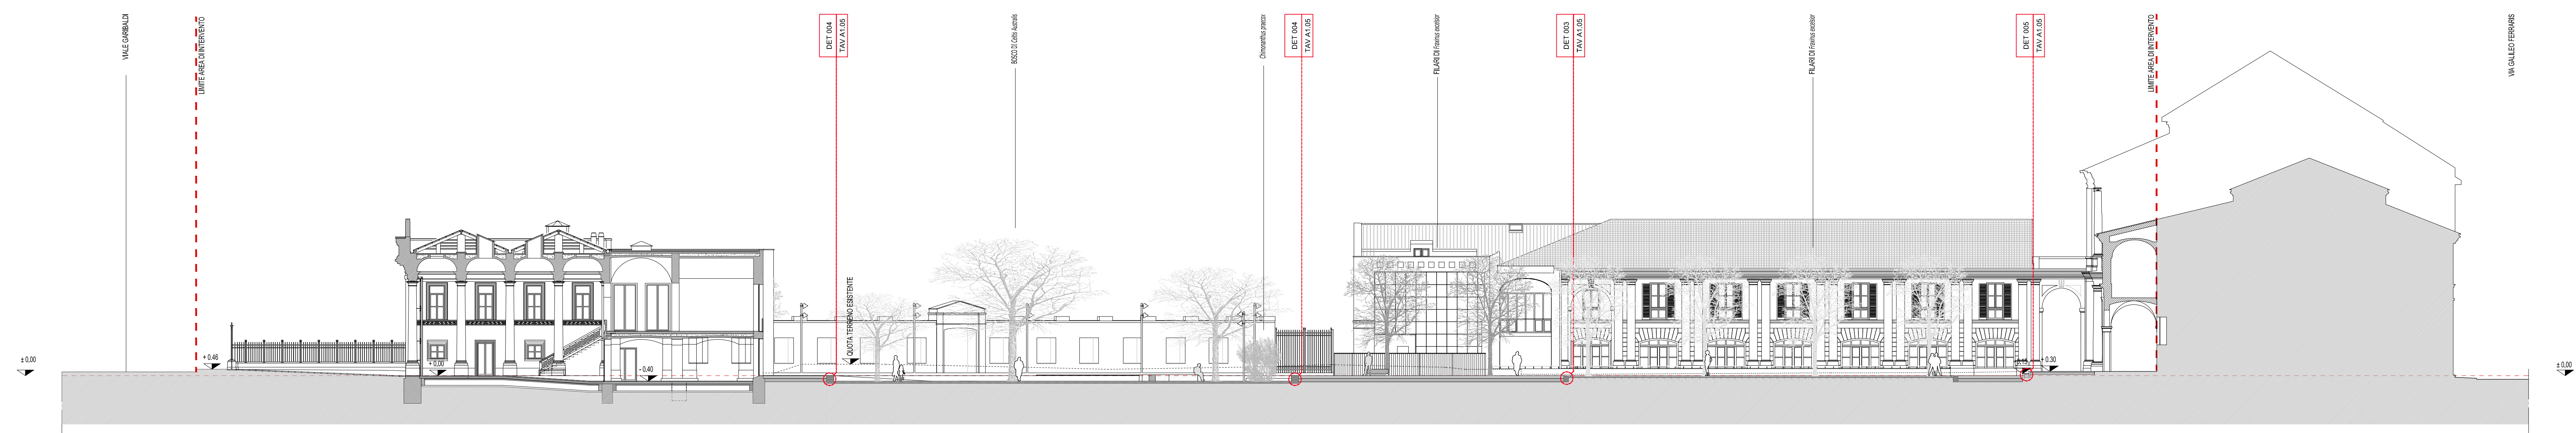 VIALE GARIBALDI
LIMITE AREA DI INTERVENTO
DET 004
TAV A1.05
BOSCO DI Celtis Australis
Chimonanthus praecox
DET 004
TAV A1.05
FILARI DI Fraxinus excelsior
DET 003
TAV A1.05
FILARI DI Fraxinus excelsior
DET 005
TAV A1.05
LIMITE AREA DI INTERVENTO
VIA GALILEO FERRARIS
QUOTA TERRENO ESISTENTE
± 0,00
+ 0,46
+ 0,00
- 0,40
+ 0,30
± 0,00